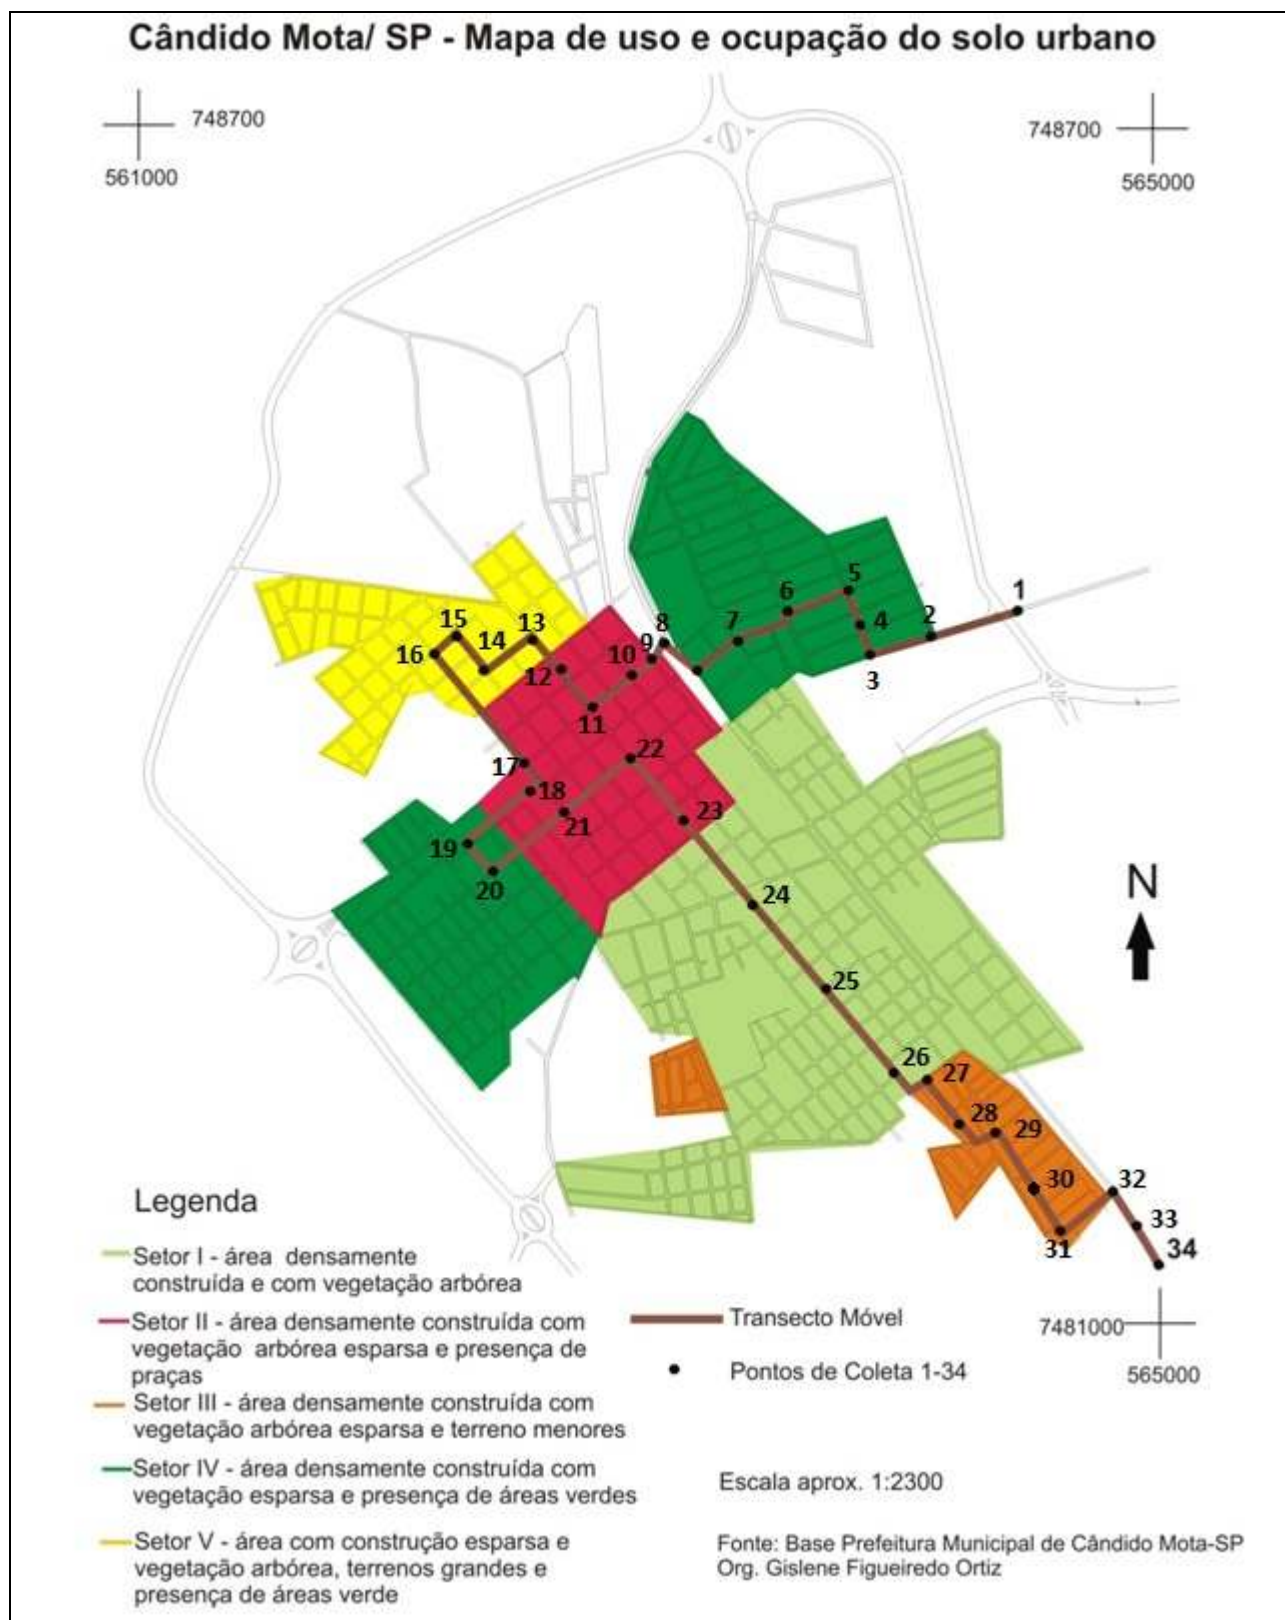 Cândido Mota/ SP - Mapa de uso e ocupação do solo urbano
748700
561000
748700
565000
1
2
3
4
5
6
7
8
9
10
11
12
13
14
15
16
17
18
19
20
21
22
23
24
25
26
27
28
29
30
31
32
33
34
N
7481000
565000
Legenda
Setor I - área densamente
construída e com vegetação arbórea
Setor II - área densamente construída com
vegetação arbórea esparsa e presença de
praças
Setor III - área densamente construída com
vegetação arbórea esparsa e terreno menores
Setor IV - área densamente construída com
vegetação esparsa e presença de áreas verdes
Setor V - área com construção esparsa e
vegetação arbórea, terrenos grandes e
presença de áreas verde
Transecto Móvel
Pontos de Coleta 1-34
Escala aprox. 1:2300
Fonte: Base Prefeitura Municipal de Cândido Mota-SP
Org. Gislene Figueiredo Ortiz